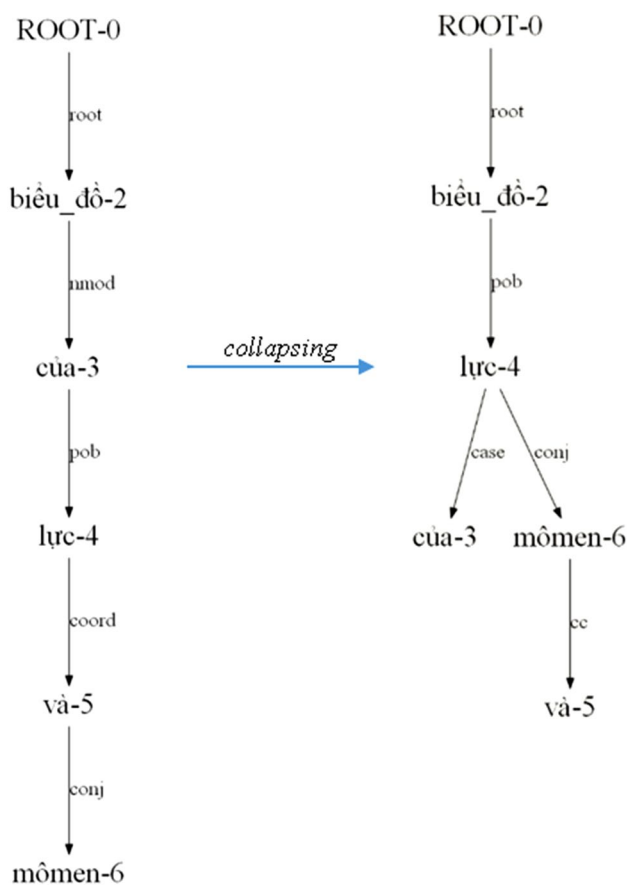 ROOT-0
root
biểu_đồ-2
nmod
của-3
pob
lực-4
coord
và-5
conj
mômen-6
collapsing
ROOT-0
root
biểu_đồ-2
pob
lực-4
case conj
của-3 mômen-6
cc
và-5